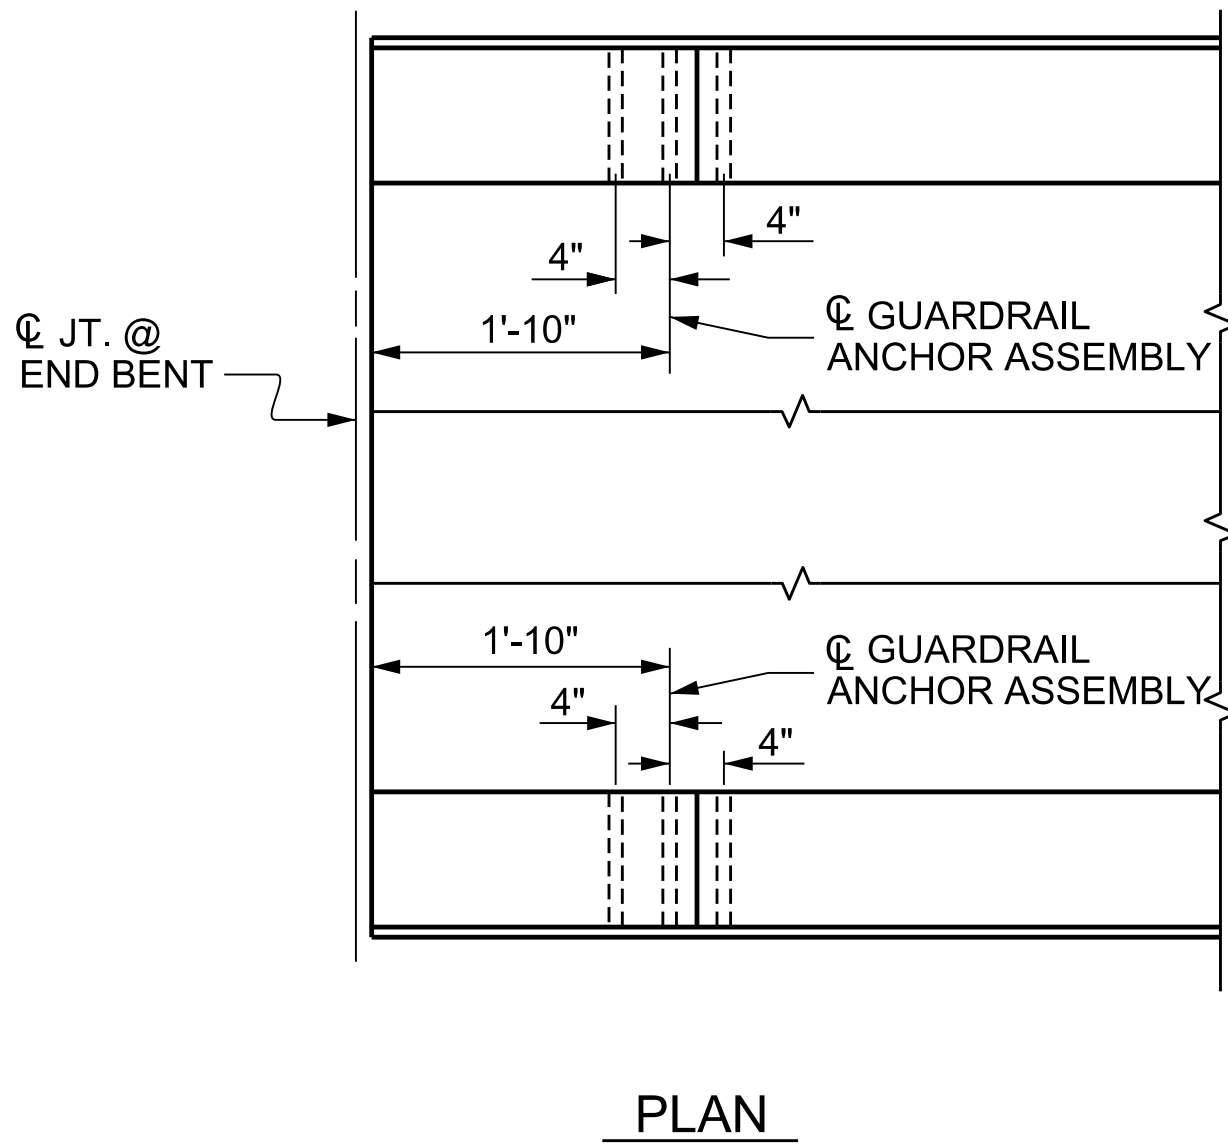 4"
4"
1'-10"
℄ GUARDRAIL
ANCHOR ASSEMBLY
℄ JT. @
END BENT
1'-10"
℄ GUARDRAIL
ANCHOR ASSEMBLY
4"
4"
PLAN